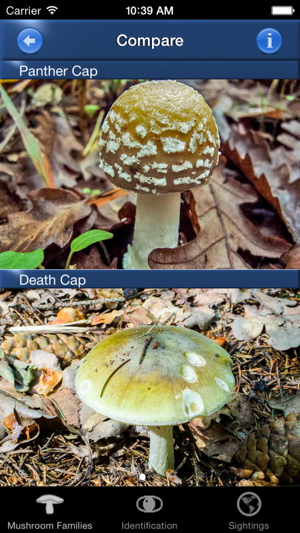 Carrier 10:39 AM
Compare
Panther Cap
Death Cap
Mushroom Families Identification Sightings